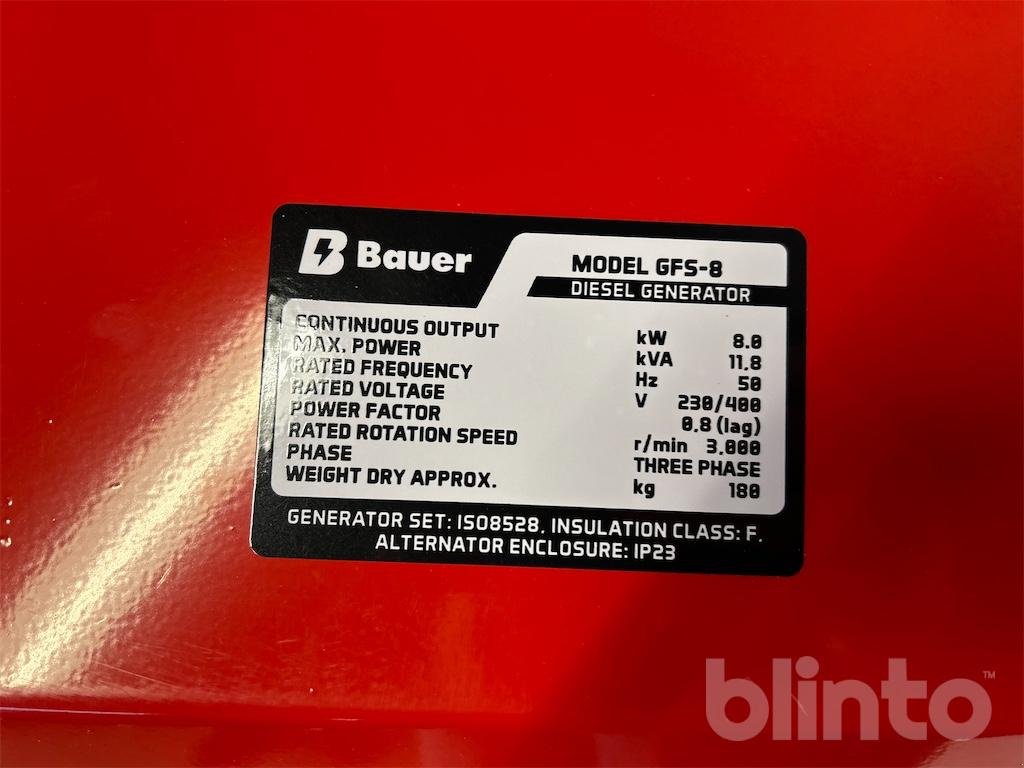 B Bauer
MODEL GFS-8
DIESEL GENERATOR
CONTINUOUS OUTPUT kW 8.0
MAX. POWER kVA 11.8
RATED FREQUENCY Hz 50
RATED VOLTAGE V 230/400
POWER FACTOR 0.8 (lag)
RATED ROTATION SPEED r/min 3.000
PHASE THREE PHASE
WEIGHT DRY APPROX. kg 180
GENERATOR SET: ISO8528, INSULATION CLASS: F,
ALTERNATOR ENCLOSURE: IP23
blinto™